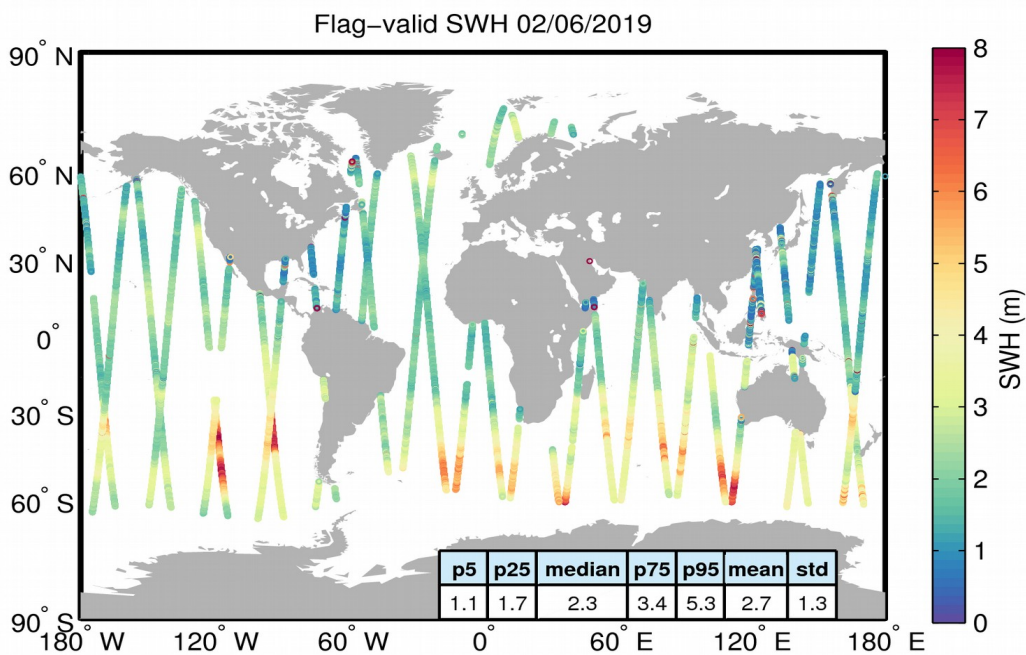 Flag−valid SWH 02/06/2019
90° N
60° N
30° N
0°
30° S
60° S
90° S
180° W
120° W
60° W
0°
60° E
120° E
180° E
p5 p25 median p75 p95 mean std
1.1 1.7 2.3 3.4 5.3 2.7 1.3
8
7
6
5
4
3
2
1
0
SWH (m)